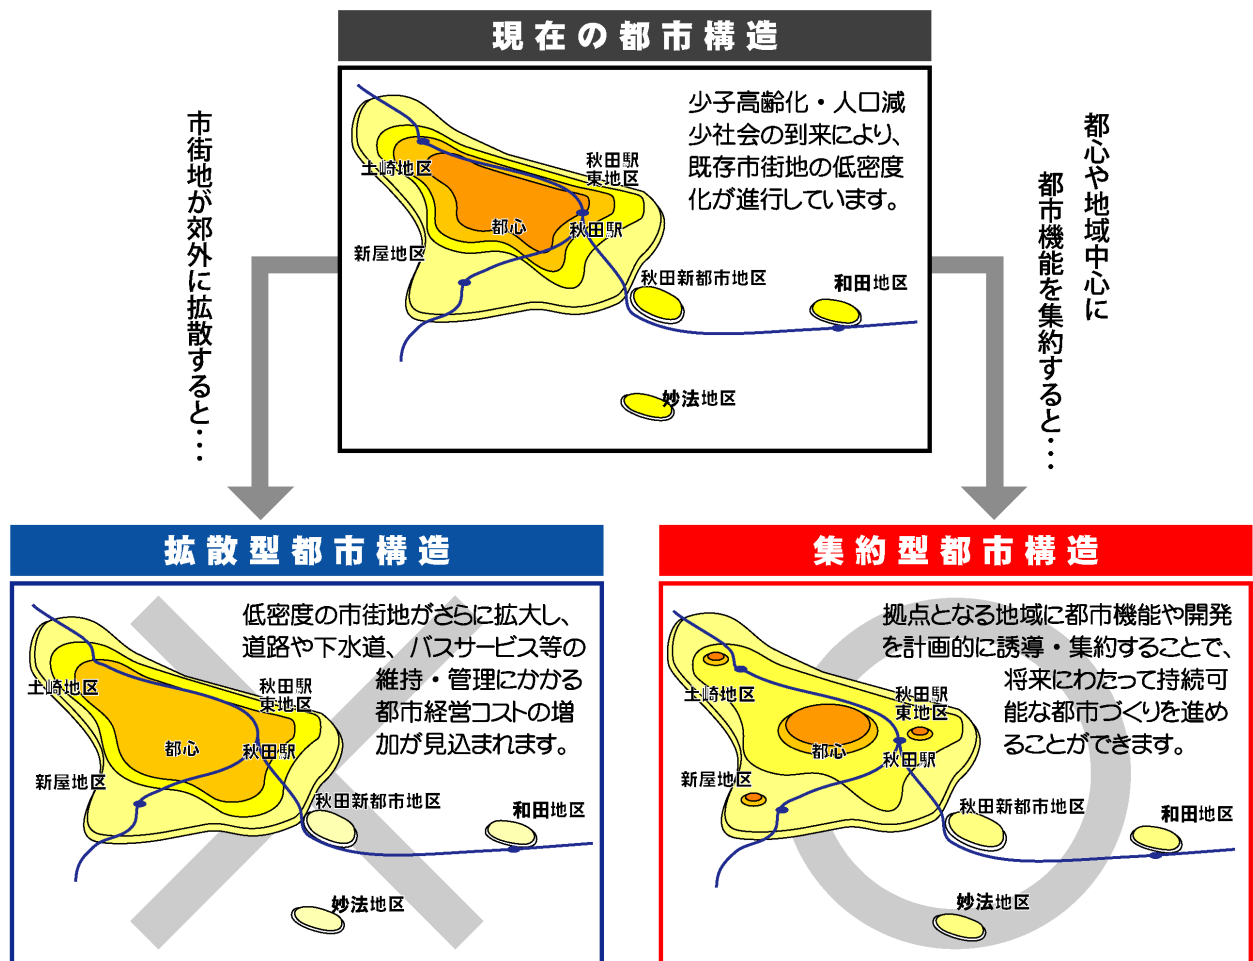 現在の都市構造
少子高齢化・人口減
少社会の到来により、
既存市街地の低密度
化が進行しています。
土崎地区
秋田駅
東地区
都心
秋田駅
新屋地区
秋田新都市地区
和田地区
妙法地区
市街地が郊外に拡散すると・・・
都心や地域中心に
都市機能を集約すると・・・
拡散型都市構造
低密度の市街地がさらに拡大し、
道路や下水道、バスサービス等の
維持・管理にかかる
都市経営コストの増
加が見込まれます。
土崎地区
秋田駅
東地区
都心
秋田駅
新屋地区
秋田新都市地区
和田地区
妙法地区
集約型都市構造
拠点となる地域に都市機能や開発
を計画的に誘導・集約することで、
将来にわたって持続可
能な都市づくりを進め
ることができます。
土崎地区
秋田駅
東地区
都心
秋田駅
新屋地区
秋田新都市地区
和田地区
妙法地区